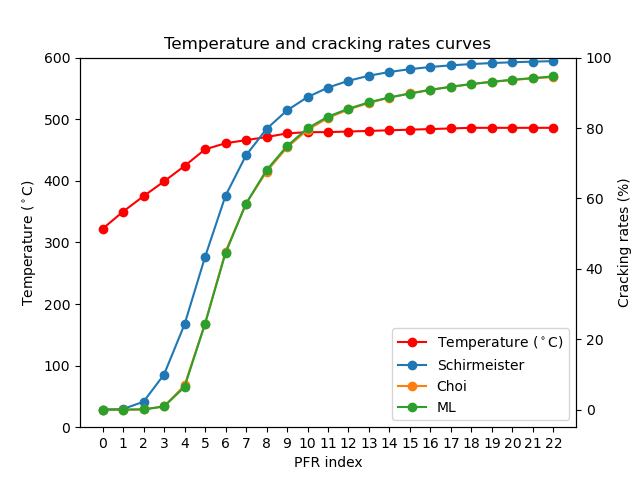 Temperature and cracking rates curves
600
500
400
300
200
100
0
Temperature (°C)
100
80
60
40
20
0
Cracking rates (%)
Temperature (°C)
Schirmeister
Choi
ML
0 1 2 3 4 5 6 7 8 9 10 11 12 13 14 15 16 17 18 19 20 21 22
PFR index